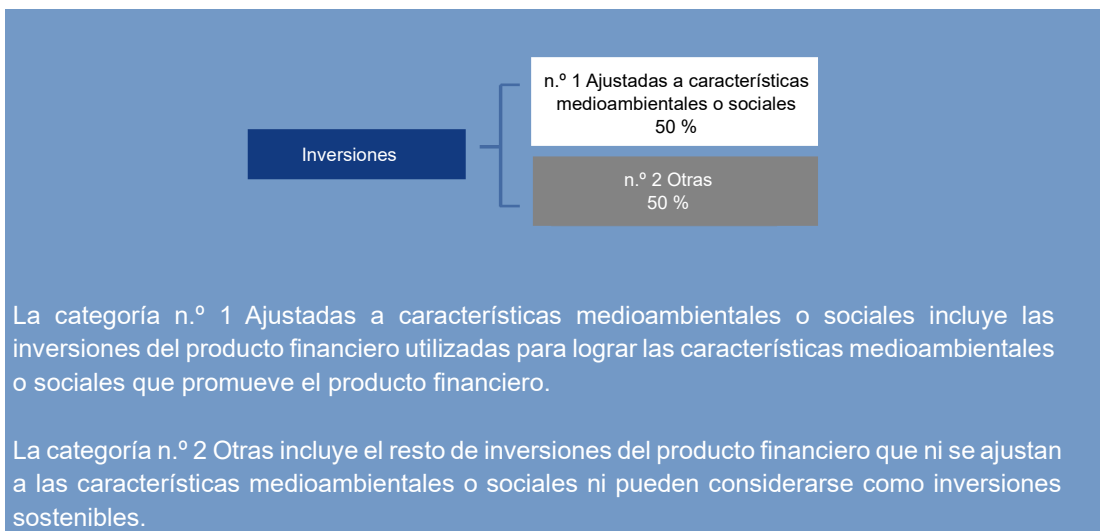 n.º 1 Ajustadas a características
medioambientales o sociales
50 %
Inversiones
n.º 2 Otras
50 %
La categoría n.º 1 Ajustadas a características medioambientales o sociales incluye las
inversiones del producto financiero utilizadas para lograr las características medioambientales
o sociales que promueve el producto financiero.
La categoría n.º 2 Otras incluye el resto de inversiones del producto financiero que ni se ajustan
a las características medioambientales o sociales ni pueden considerarse como inversiones
sostenibles.